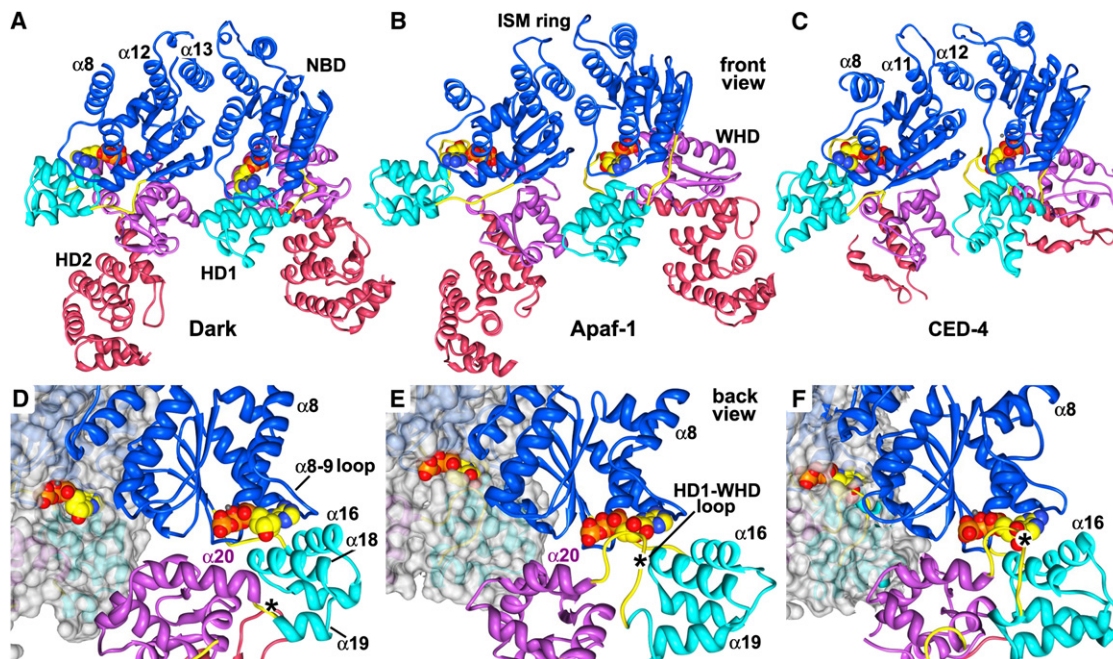 A
α8
α12
α13
NBD
HD2
HD1
Dark
B
ISM ring
front
view
WHD
Apaf-1
C
α8
α11
α12
CED-4
D
α8
α8-9 loop
α16
α18
α20
*
α19
E
back
view
α8
HD1-WHD
loop
α16
α20
*
α19
F
α8
α16
*